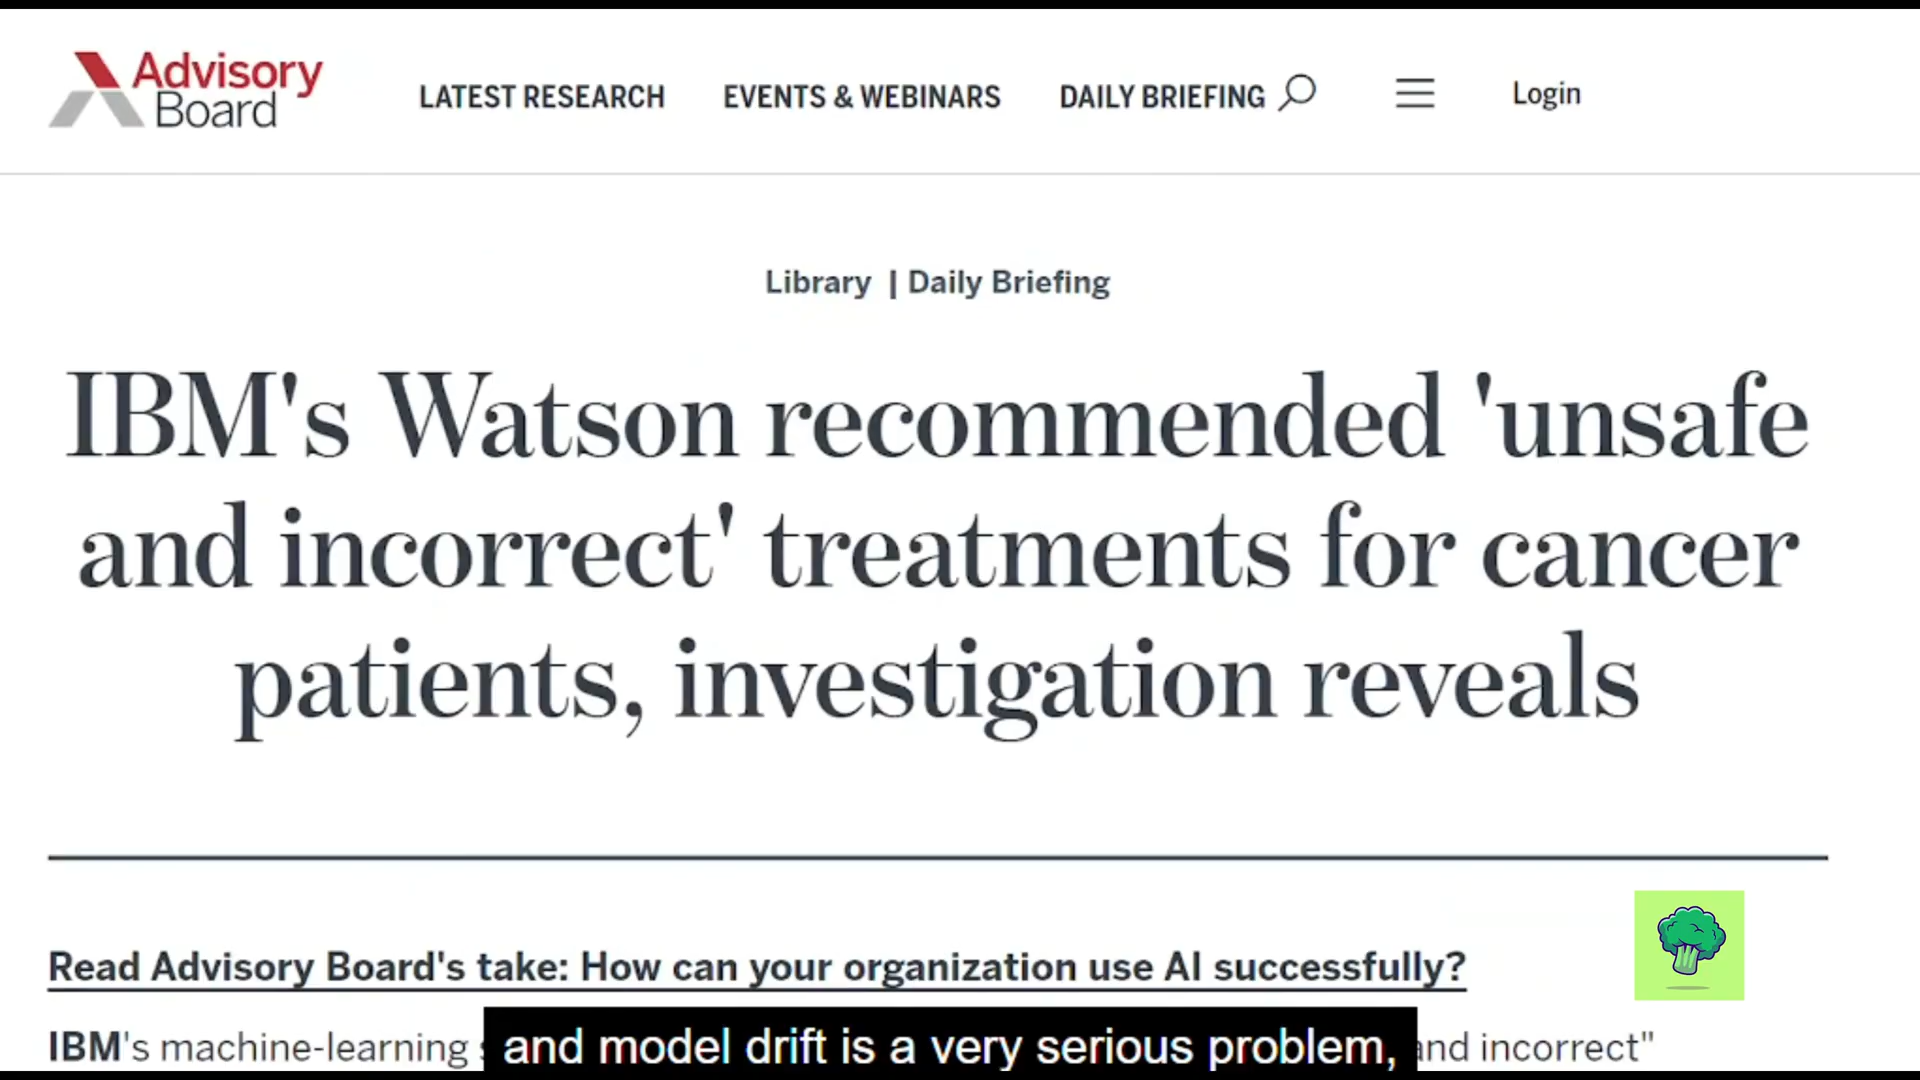 Advisory
Board
LATEST RESEARCH
EVENTS & WEBINARS
DAILY BRIEFING
Login
Library | Daily Briefing
IBM's Watson recommended 'unsafe
and incorrect' treatments for cancer
patients, investigation reveals
Read Advisory Board's take: How can your organization use AI successfully?
IBM's machine-learning
and incorrect"
and model drift is a very serious problem,